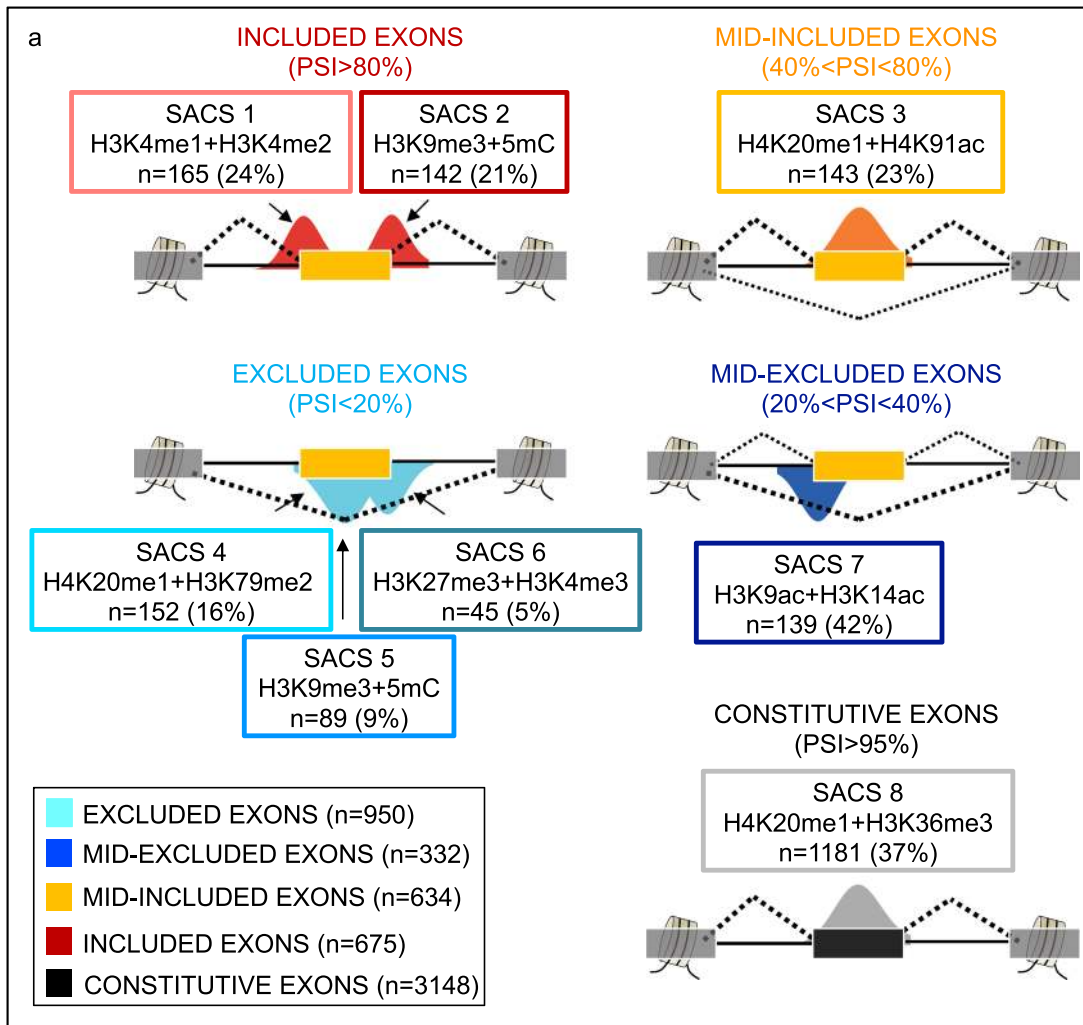 a
INCLUDED EXONS
(PSI>80%)
SACS 1
H3K4me1+H3K4me2
n=165 (24%)
SACS 2
H3K9me3+5mC
n=142 (21%)
MID-INCLUDED EXONS
(40%<PSI<80%)
SACS 3
H4K20me1+H4K91ac
n=143 (23%)
EXCLUDED EXONS
(PSI<20%)
SACS 4
H4K20me1+H3K79me2
n=152 (16%)
SACS 6
H3K27me3+H3K4me3
n=45 (5%)
SACS 5
H3K9me3+5mC
n=89 (9%)
MID-EXCLUDED EXONS
(20%<PSI<40%)
SACS 7
H3K9ac+H3K14ac
n=139 (42%)
CONSTITUTIVE EXONS
(PSI>95%)
SACS 8
H4K20me1+H3K36me3
n=1181 (37%)
EXCLUDED EXONS (n=950)
MID-EXCLUDED EXONS (n=332)
MID-INCLUDED EXONS (n=634)
INCLUDED EXONS (n=675)
CONSTITUTIVE EXONS (n=3148)